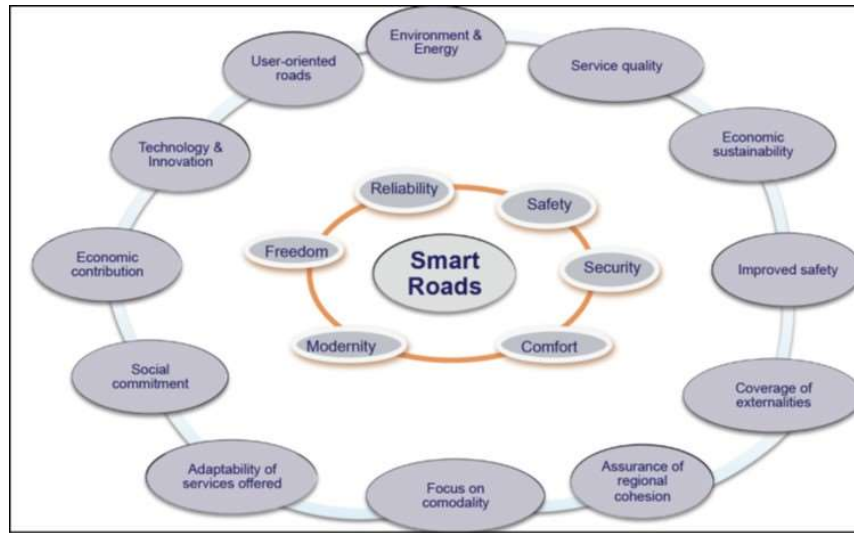 Environment &
Energy
User-oriented
roads
Service quality
Technology &
Innovation
Economic
sustainability
Reliability
Safety
Economic
contribution
Freedom
Smart
Roads
Security
Improved safety
Modernity
Comfort
Social
commitment
Coverage of
externalities
Adaptability of
services offered
Focus on
comodality
Assurance of
regional
cohesion